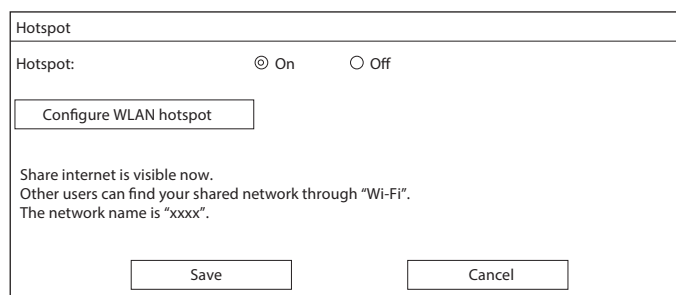 Hotspot
Hotspot: On Off
Configure WLAN hotspot
Share internet is visible now.
Other users can find your shared network through “Wi-Fi”.
The network name is “xxxx”.
Save Cancel